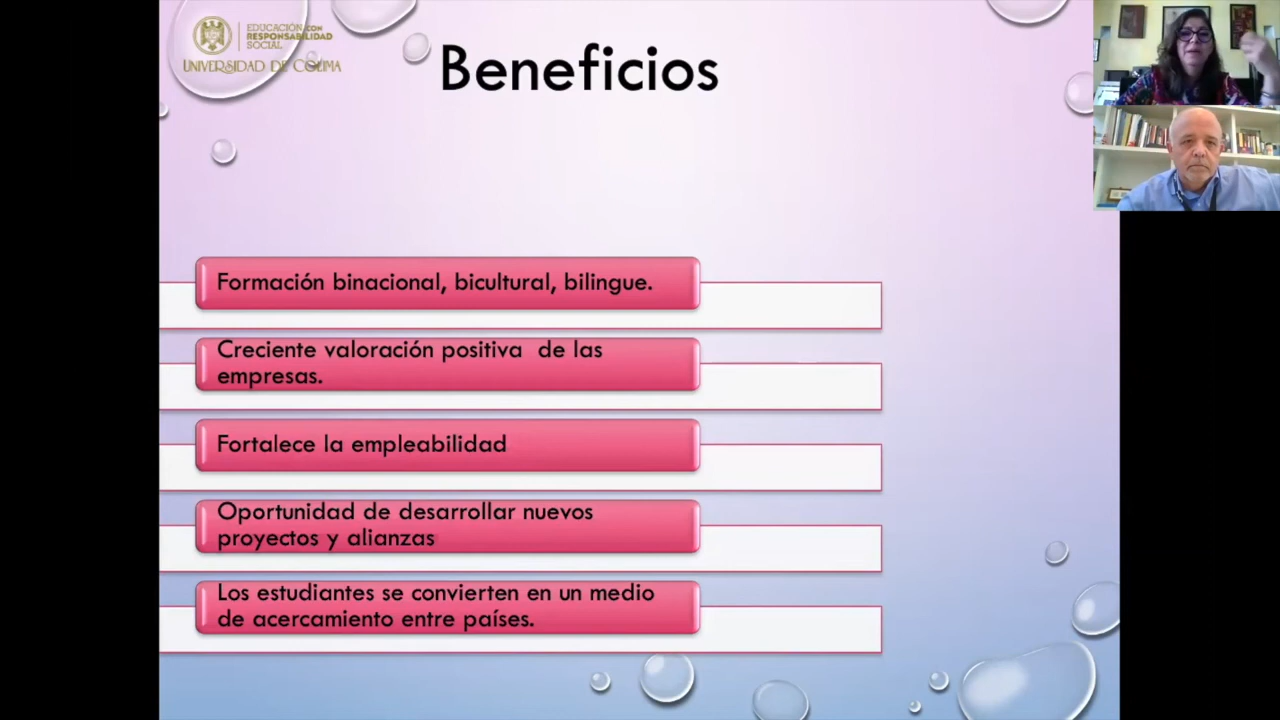 EDUCACIÓN CON
RESPONSABILIDAD
SOCIAL
UNIVERSIDAD DE COLIMA
Beneficios
Formación binacional, bicultural, bilingue.
Creciente valoración positiva  de las
empresas.
Fortalece la empleabilidad
Oportunidad de desarrollar nuevos
proyectos y alianzas
Los estudiantes se convierten en un medio
de acercamiento entre países.